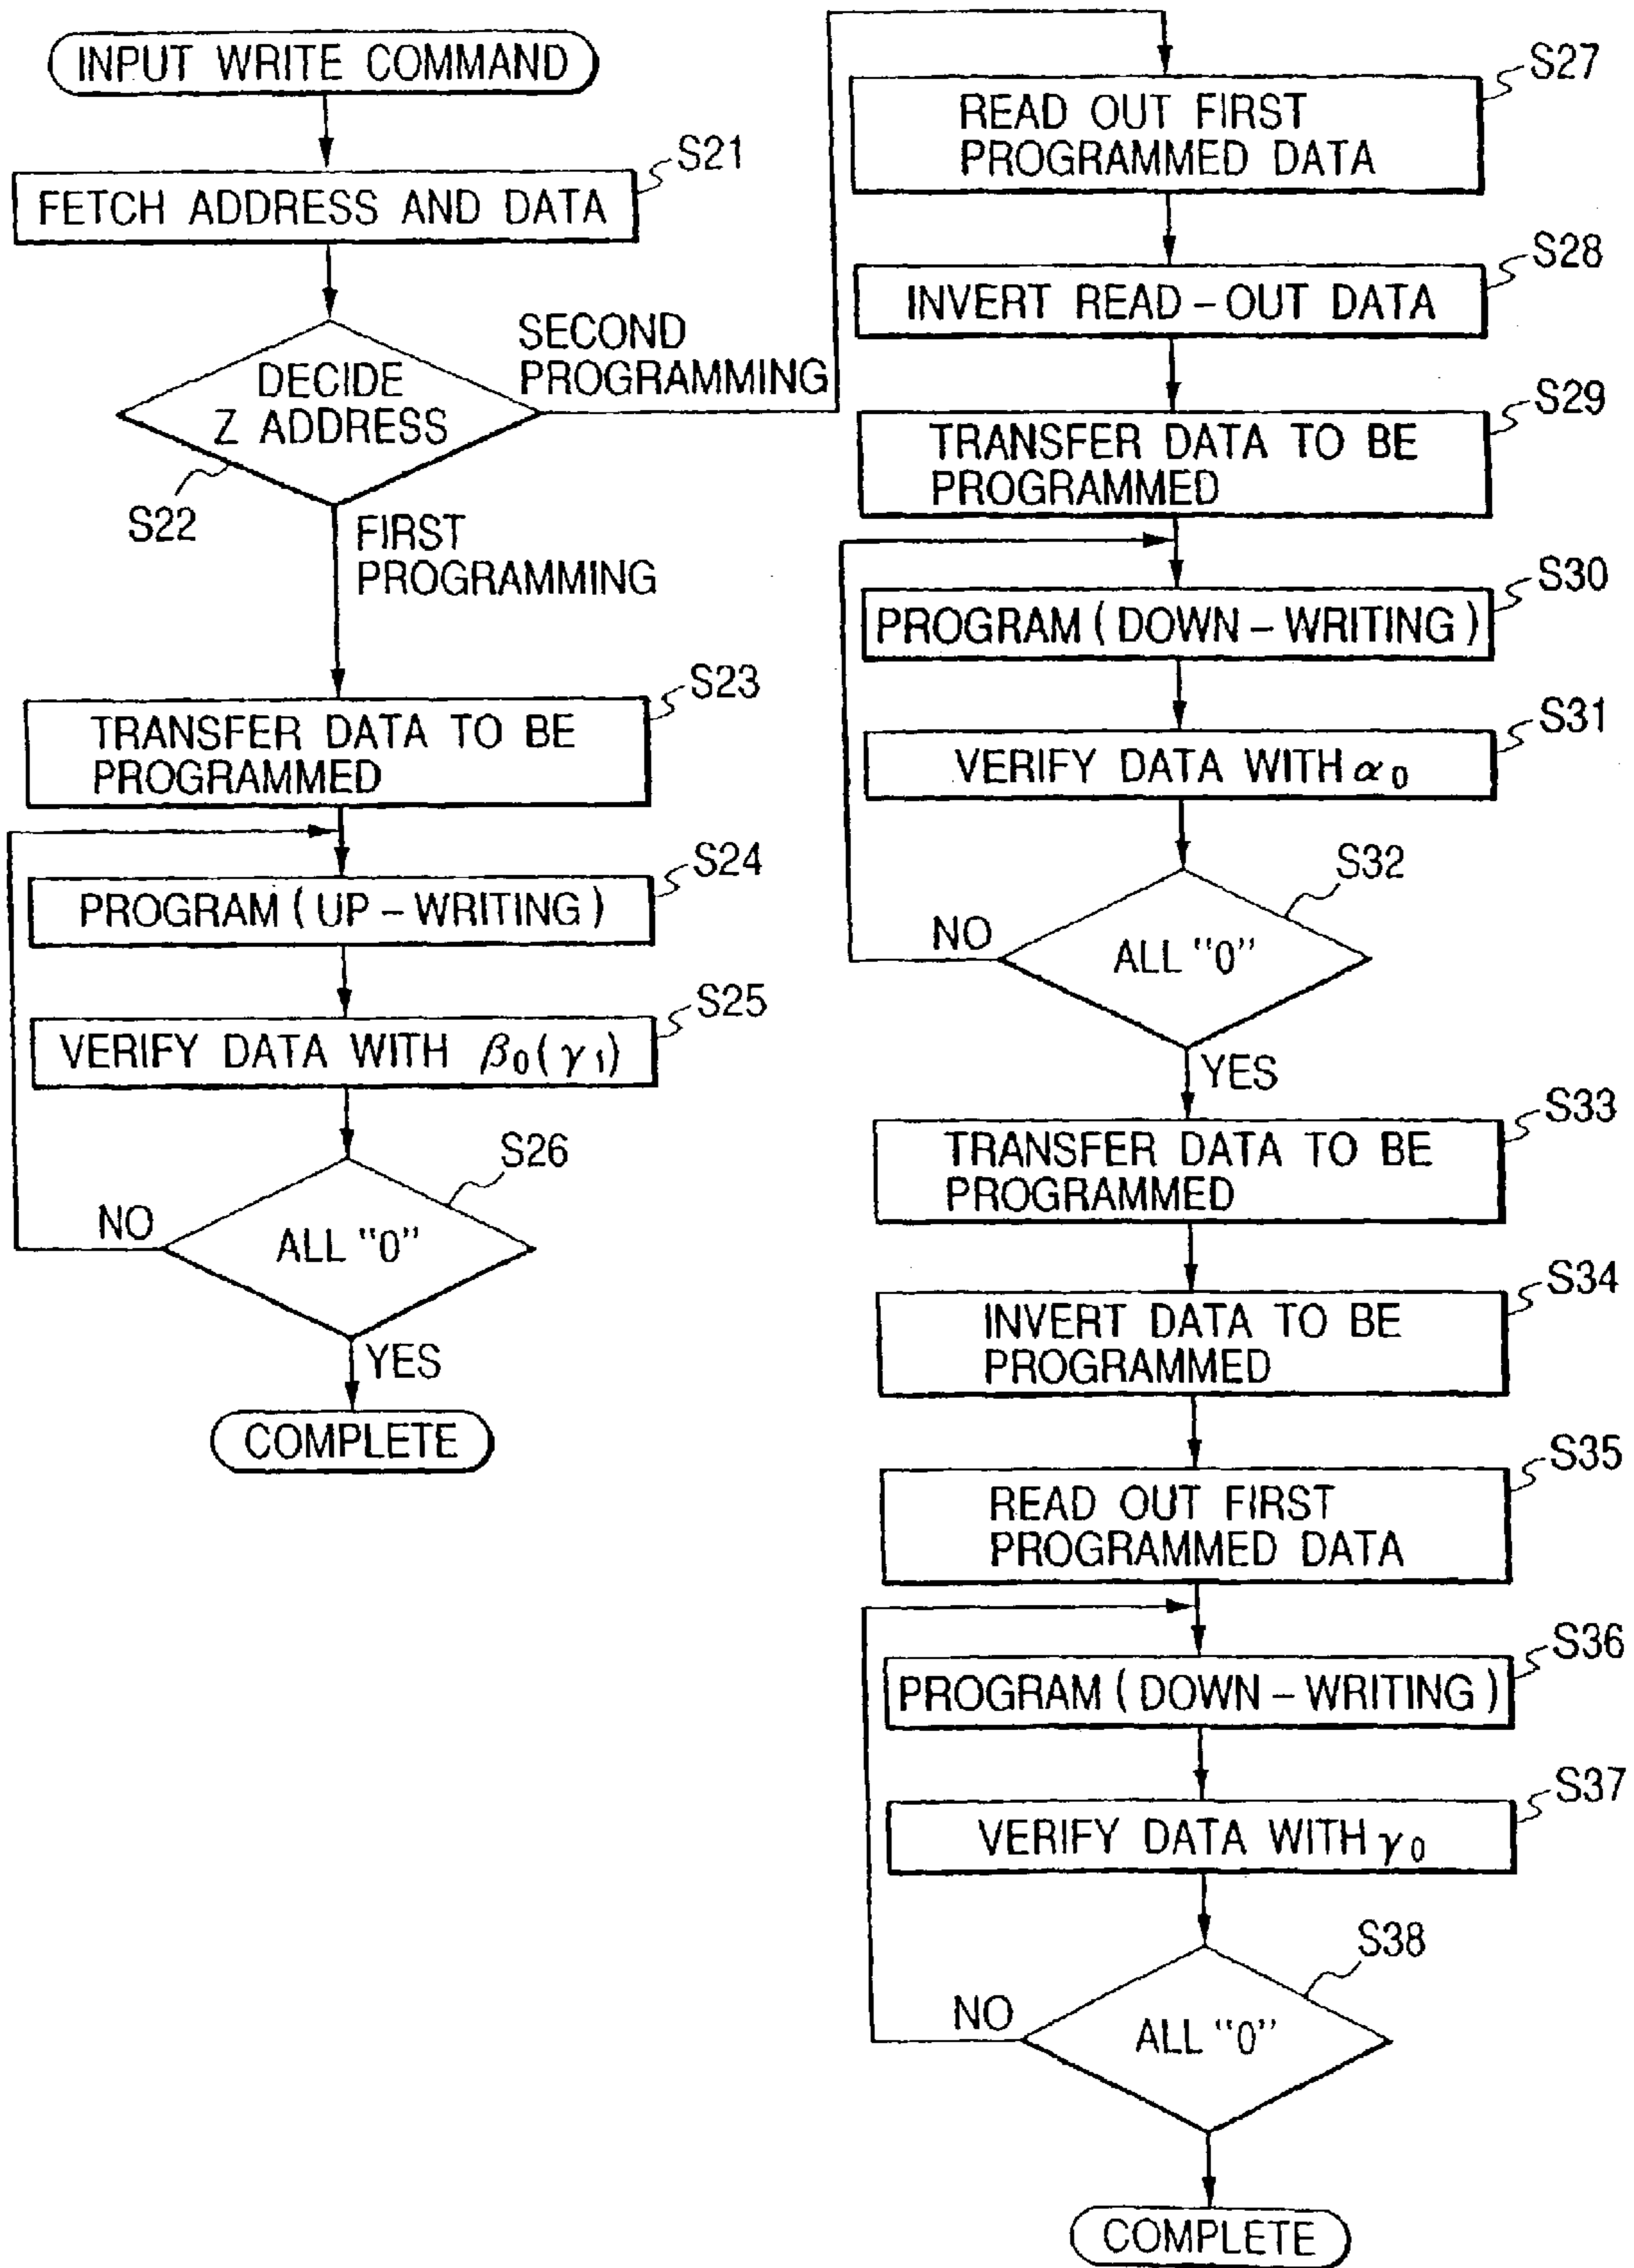 INPUT WRITE COMMAND
S21
FETCH ADDRESS AND DATA
DECIDE
Z ADDRESS
S22
SECOND
PROGRAMMING
FIRST
PROGRAMMING
S23
TRANSFER DATA TO BE
PROGRAMMED
S24
PROGRAM ( UP – WRITING )
S25
VERIFY DATA WITH β0 ( γ1 )
S26
ALL "0"
NO
YES
COMPLETE
S27
READ OUT FIRST
PROGRAMMED DATA
S28
INVERT READ – OUT DATA
S29
TRANSFER DATA TO BE
PROGRAMMED
S30
PROGRAM ( DOWN – WRITING )
S31
VERIFY DATA WITH α0
S32
ALL "0"
NO
YES
S33
TRANSFER DATA TO BE
PROGRAMMED
S34
INVERT DATA TO BE
PROGRAMMED
S35
READ OUT FIRST
PROGRAMMED DATA
S36
PROGRAM ( DOWN – WRITING )
S37
VERIFY DATA WITH γ0
S38
ALL "0"
NO
COMPLETE